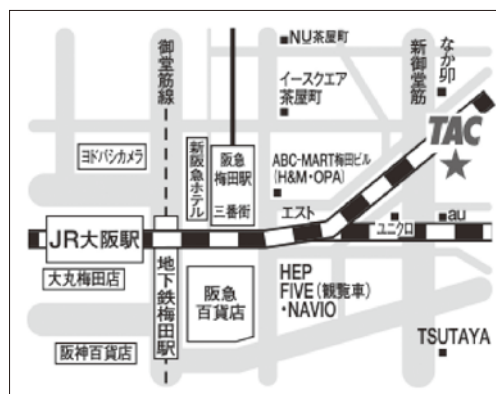 NU茶屋町
御堂筋線
新御堂筋
なか卯
イースクエア
茶屋町
TAC
ヨドバシカメラ
新阪急ホテル
阪急
梅田駅
三番街
ABC-MART梅田ビル
(H&M・OPA)
エスト
ユニクロ
au
JR大阪駅
大丸梅田店
地下鉄梅田駅
阪急
百貨店
HEP
FIVE(観覧車)
・NAVIO
阪神百貨店
TSUTAYA